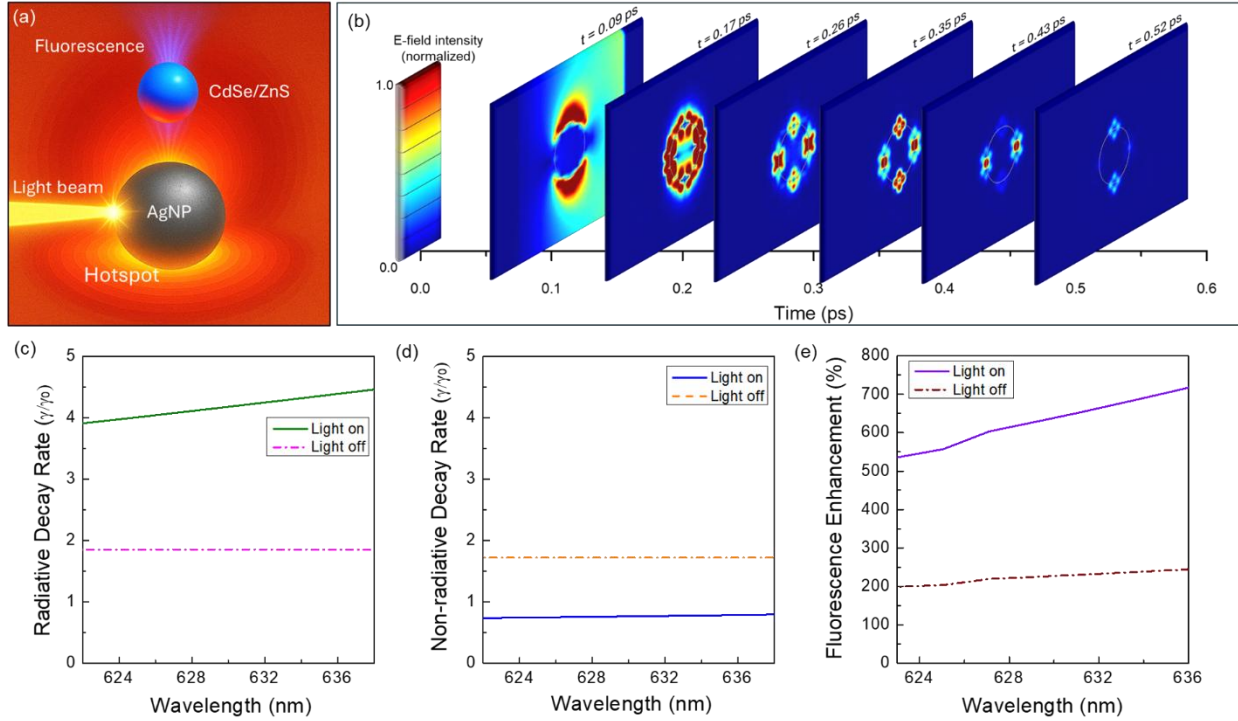 (a)
Fluorescence
CdSe/ZnS
Light beam
AgNP
Hotspot
(b)
E-field intensity
(normalized)
1.0
0.0
t = 0.09 ps
t = 0.17 ps
t = 0.26 ps
t = 0.35 ps
t = 0.43 ps
t = 0.52 ps
0.0 0.1 0.2 0.3 0.4 0.5 0.6
Time (ps)
(c)
Radiative Decay Rate (γ/γ₀)
5
4
3
2
1
0
Light on
Light off
624 628 632 636
Wavelength (nm)
(d)
Non-radiative Decay Rate (γ/γ₀)
5
4
3
2
1
0
Light on
Light off
624 628 632 636
Wavelength (nm)
(e)
Fluorescence Enhancement (%)
800
700
600
500
400
300
200
100
0
Light on
Light off
624 628 632 636
Wavelength (nm)